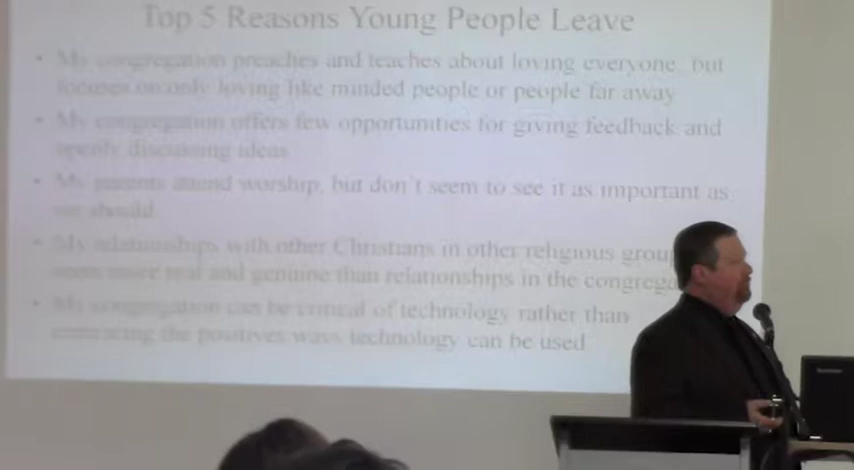 Top 5 Reasons Young People Leave
• My congregation preaches and teaches about loving everyone, but
focuses on only loving like minded people or people far away
• My congregation offers few opportunities for giving feedback and
openly discussing ideas
• My parents attend worship, but don't seem to see it as important as
we should
• My relationships with other Christians in other religious group
seem more real and genuine than relationships in the congrega
• My congregation can be critical of technology rather than
embracing the positives ways technology can be used